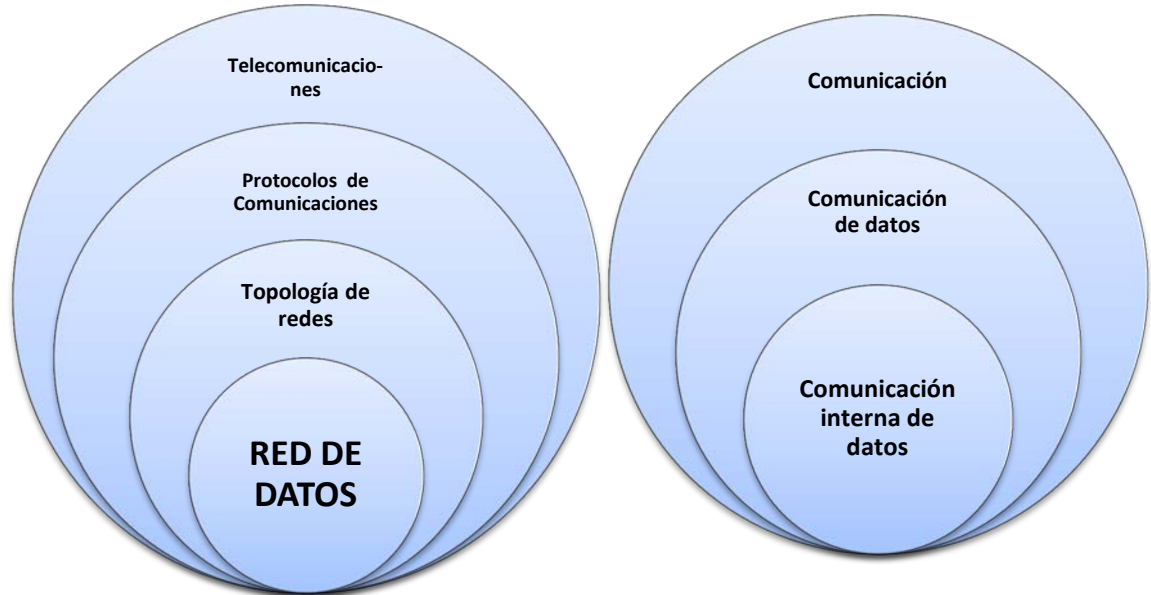 Telecomunicacio-
nes
Protocolos de
Comunicaciones
Topología de
redes
RED DE
DATOS
Comunicación
Comunicación
de datos
Comunicación
interna de
datos